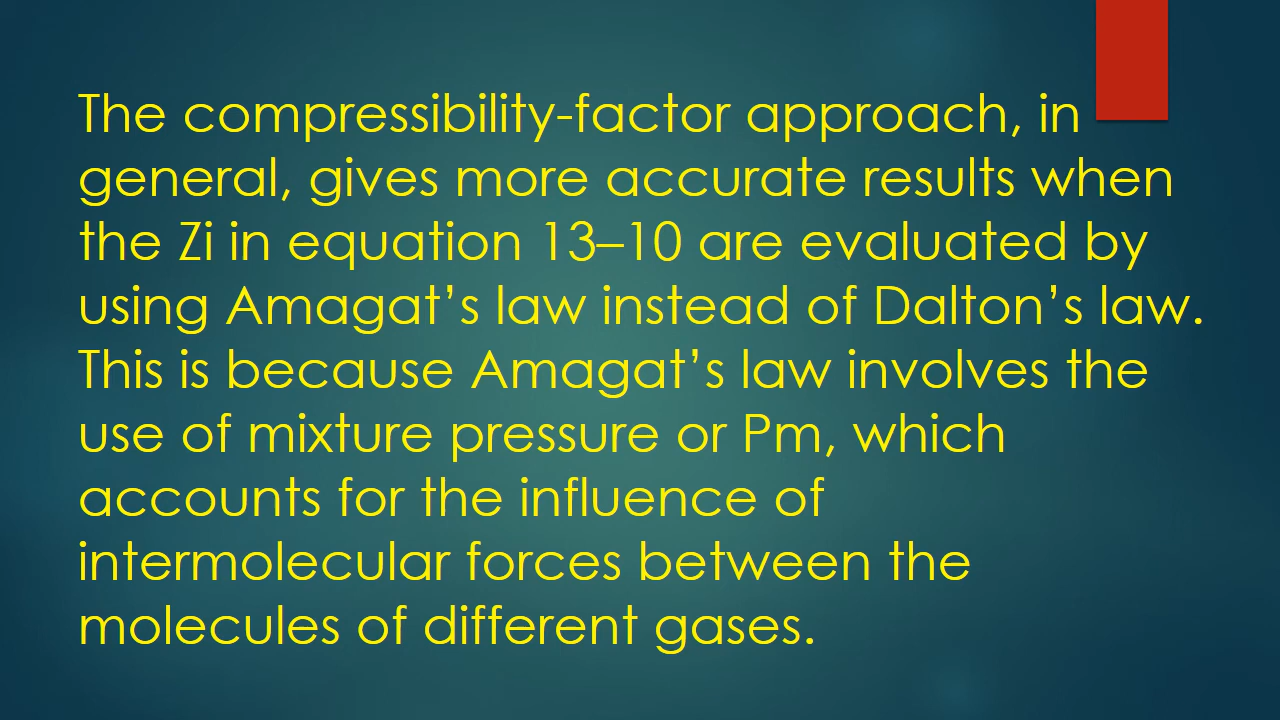 The compressibility-factor approach, in
general, gives more accurate results when
the Zi in equation 13–10 are evaluated by
using Amagat’s law instead of Dalton’s law.
This is because Amagat’s law involves the
use of mixture pressure or Pm, which
accounts for the influence of
intermolecular forces between the
molecules of different gases.